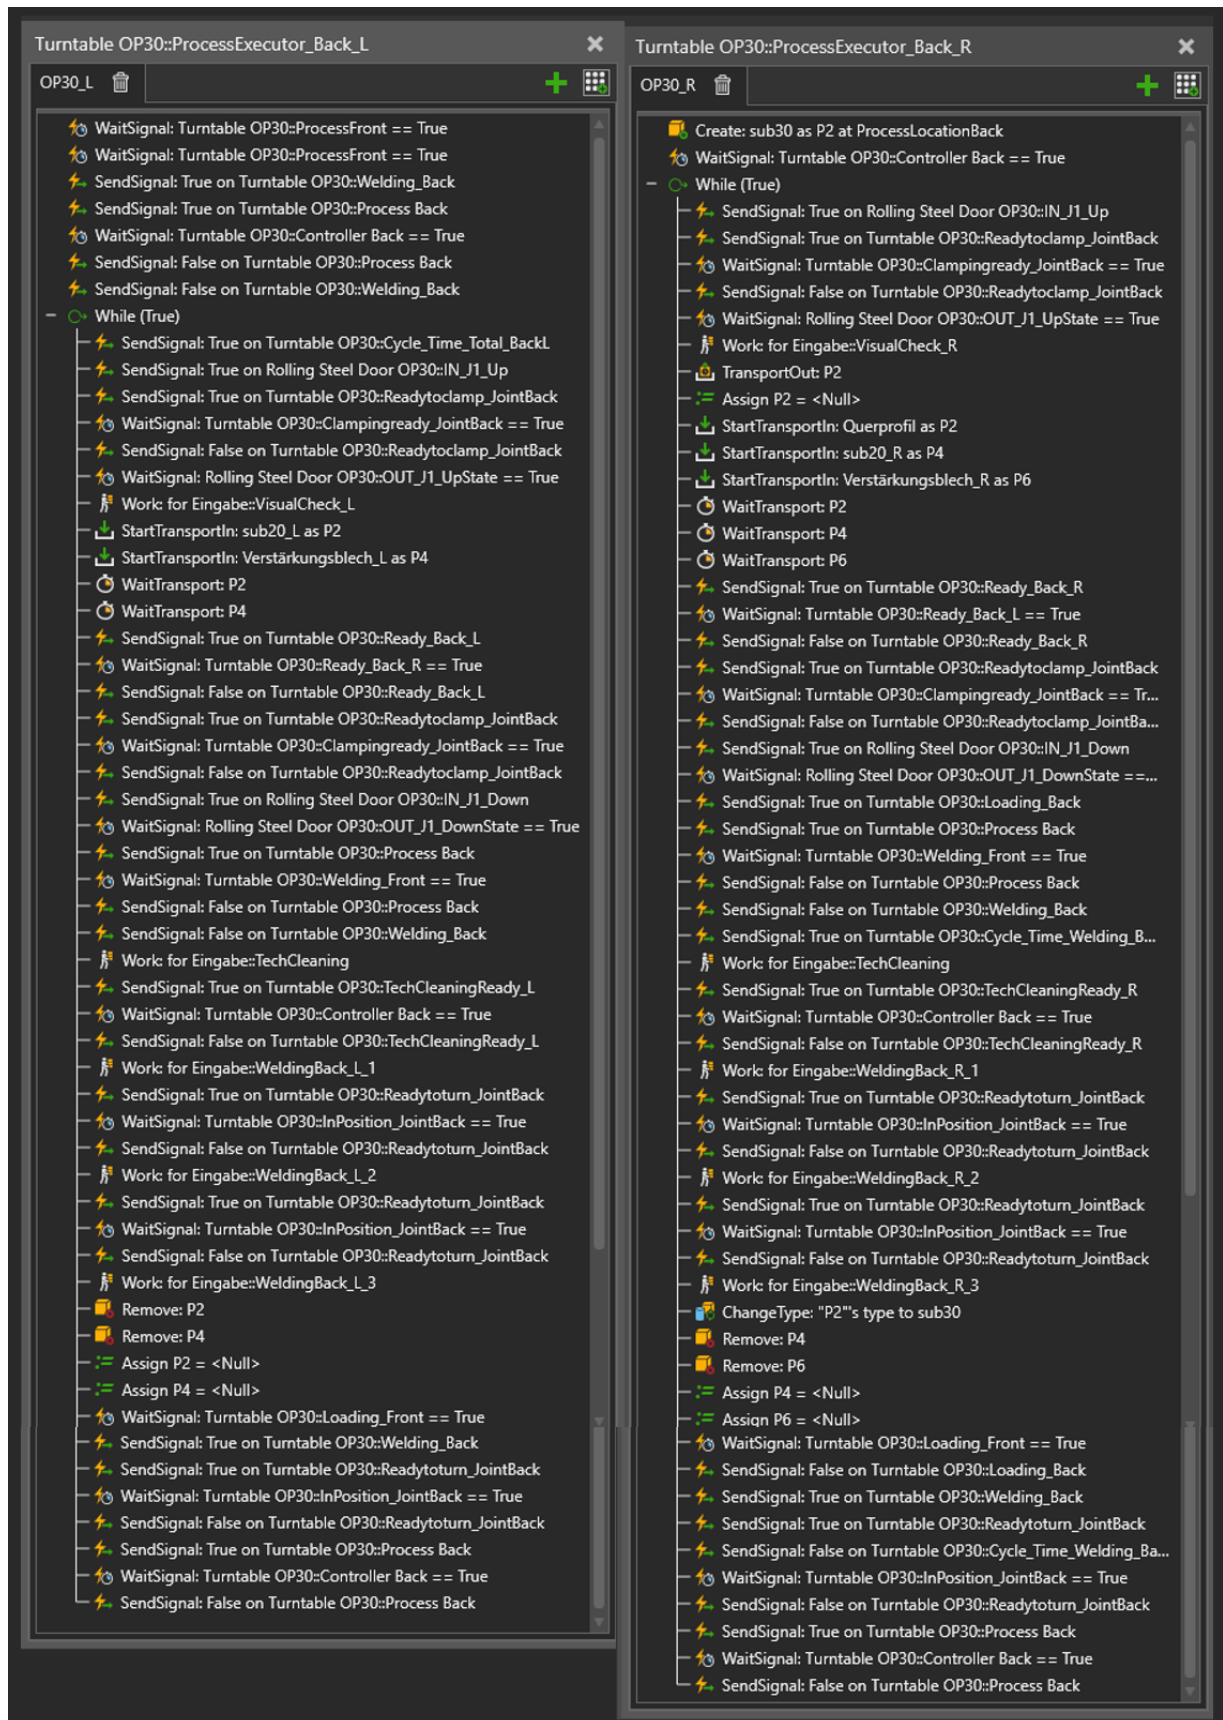 Turntable OP30::ProcessExecutor_Back_L
OP30_L
WaitSignal: Turntable OP30::ProcessFront == True
WaitSignal: Turntable OP30::ProcessFront == True
SendSignal: True on Turntable OP30::Welding_Back
SendSignal: True on Turntable OP30::Process Back
WaitSignal: Turntable OP30::Controller Back == True
SendSignal: False on Turntable OP30::Process Back
SendSignal: False on Turntable OP30::Welding_Back
While (True)
SendSignal: True on Turntable OP30::Cycle_Time_Total_BackL
SendSignal: True on Rolling Steel Door OP30::IN_J1_Up
SendSignal: True on Turntable OP30::Readytoclamp_JointBack
WaitSignal: Turntable OP30::Clampingready_JointBack == True
SendSignal: False on Turntable OP30::Readytoclamp_JointBack
WaitSignal: Rolling Steel Door OP30::OUT_J1_UpState == True
Work: for Eingabe::VisualCheck_L
StartTransportIn: sub20_L as P2
StartTransportIn: Verstärkungsblech_L as P4
WaitTransport: P2
WaitTransport: P4
SendSignal: True on Turntable OP30::Ready_Back_L
WaitSignal: Turntable OP30::Ready_Back_R == True
SendSignal: False on Turntable OP30::Ready_Back_L
SendSignal: True on Turntable OP30::Readytoclamp_JointBack
WaitSignal: Turntable OP30::Clampingready_JointBack == True
SendSignal: False on Turntable OP30::Readytoclamp_JointBack
SendSignal: True on Rolling Steel Door OP30::IN_J1_Down
WaitSignal: Rolling Steel Door OP30::OUT_J1_DownState == True
SendSignal: True on Turntable OP30::Process Back
WaitSignal: Turntable OP30::Welding_Front == True
SendSignal: False on Turntable OP30::Process Back
SendSignal: False on Turntable OP30::Welding_Back
Work: for Eingabe::TechCleaning
SendSignal: True on Turntable OP30::TechCleaningReady_L
WaitSignal: Turntable OP30::Controller Back == True
SendSignal: False on Turntable OP30::TechCleaningReady_L
Work: for Eingabe::WeldingBack_L_1
SendSignal: True on Turntable OP30::Readytoturn_JointBack
WaitSignal: Turntable OP30::InPosition_JointBack == True
SendSignal: False on Turntable OP30::Readytoturn_JointBack
Work: for Eingabe::WeldingBack_L_2
SendSignal: True on Turntable OP30::Readytoturn_JointBack
WaitSignal: Turntable OP30::InPosition_JointBack == True
SendSignal: False on Turntable OP30::Readytoturn_JointBack
Work: for Eingabe::WeldingBack_L_3
Remove: P2
Remove: P4
Assign P2 = <Null>
Assign P4 = <Null>
WaitSignal: Turntable OP30::Loading_Front == True
SendSignal: True on Turntable OP30::Welding_Back
SendSignal: True on Turntable OP30::Readytoturn_JointBack
WaitSignal: Turntable OP30::InPosition_JointBack == True
SendSignal: False on Turntable OP30::Readytoturn_JointBack
SendSignal: True on Turntable OP30::Process Back
WaitSignal: Turntable OP30::Controller Back == True
SendSignal: False on Turntable OP30::Process Back
Turntable OP30::ProcessExecutor_Back_R
OP30_R
Create: sub30 as P2 at ProcessLocationBack
WaitSignal: Turntable OP30::Controller Back == True
While (True)
SendSignal: True on Rolling Steel Door OP30::IN_J1_Up
SendSignal: True on Turntable OP30::Readytoclamp_JointBack
WaitSignal: Turntable OP30::Clampingready_JointBack == True
SendSignal: False on Turntable OP30::Readytoclamp_JointBack
WaitSignal: Rolling Steel Door OP30::OUT_J1_UpState == True
Work: for Eingabe::VisualCheck_R
TransportOut: P2
Assign P2 = <Null>
StartTransportIn: Querprofil as P2
StartTransportIn: sub20_R as P4
StartTransportIn: Verstärkungsblech_R as P6
WaitTransport: P2
WaitTransport: P4
WaitTransport: P6
SendSignal: True on Turntable OP30::Ready_Back_R
WaitSignal: Turntable OP30::Ready_Back_L == True
SendSignal: False on Turntable OP30::Ready_Back_R
SendSignal: True on Turntable OP30::Readytoclamp_JointBack
WaitSignal: Turntable OP30::Clampingready_JointBack == Tr...
SendSignal: False on Turntable OP30::Readytoclamp_JointBa...
SendSignal: True on Rolling Steel Door OP30::IN_J1_Down
WaitSignal: Rolling Steel Door OP30::OUT_J1_DownState ==...
SendSignal: True on Turntable OP30::Loading_Back
SendSignal: True on Turntable OP30::Process Back
WaitSignal: Turntable OP30::Welding_Front == True
SendSignal: False on Turntable OP30::Process Back
SendSignal: False on Turntable OP30::Welding_Back
SendSignal: True on Turntable OP30::Cycle_Time_Welding_B...
Work: for Eingabe::TechCleaning
SendSignal: True on Turntable OP30::TechCleaningReady_R
WaitSignal: Turntable OP30::Controller Back == True
SendSignal: False on Turntable OP30::TechCleaningReady_R
Work: for Eingabe::WeldingBack_R_1
SendSignal: True on Turntable OP30::Readytoturn_JointBack
WaitSignal: Turntable OP30::InPosition_JointBack == True
SendSignal: False on Turntable OP30::Readytoturn_JointBack
Work: for Eingabe::WeldingBack_R_2
SendSignal: True on Turntable OP30::Readytoturn_JointBack
WaitSignal: Turntable OP30::InPosition_JointBack == True
SendSignal: False on Turntable OP30::Readytoturn_JointBack
Work: for Eingabe::WeldingBack_R_3
ChangeType: "P2"'s type to sub30
Remove: P4
Remove: P6
Assign P4 = <Null>
Assign P6 = <Null>
WaitSignal: Turntable OP30::Loading_Front == True
SendSignal: False on Turntable OP30::Loading_Back
SendSignal: True on Turntable OP30::Welding_Back
SendSignal: True on Turntable OP30::Readytoturn_JointBack
SendSignal: False on Turntable OP30::Cycle_Time_Welding_Ba...
WaitSignal: Turntable OP30::InPosition_JointBack == True
SendSignal: False on Turntable OP30::Readytoturn_JointBack
SendSignal: True on Turntable OP30::Process Back
WaitSignal: Turntable OP30::Controller Back == True
SendSignal: False on Turntable OP30::Process Back